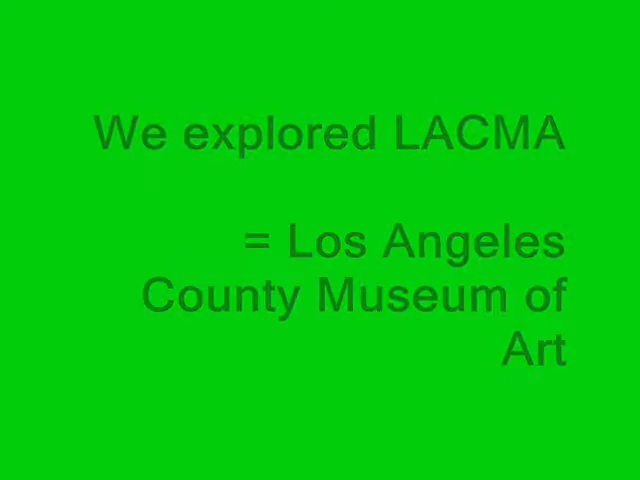 We explored LACMA
= Los Angeles
County Museum of
Art